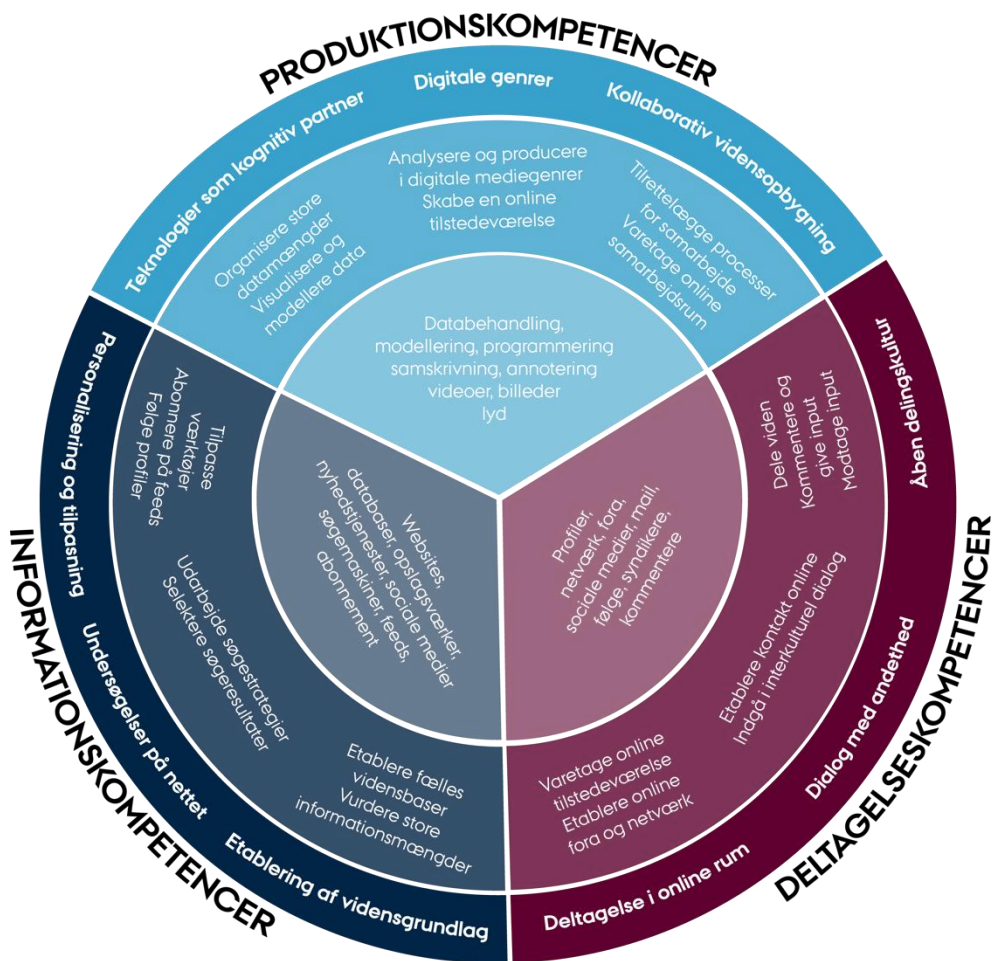 PRODUKTIONSKOMPETENCER
Teknologier som kognitiv partner
Digitale genrer
Kollaborativ vidensopbygning
Organisere store
datamængder
Visualisere og
modellere data
Analysere og producere
i digitale mediegenrer
Skabe en online
tilstedeværelse
Tilrettelægge processer
for samarbejde
Varetage online
samarbejdsrum
Databehandling,
modellering, programmering
samskrivning, annotering
videoer, billeder
lyd
DELTAGELSESKOMPETENCER
Åben delingskultur
Dialog med andethed
Deltagelse i online rum
Dele viden
Kommentere og
give input
Modtage input
Etablere kontakt online
Indgå i interkulturel dialog
Varetage online
tilstedeværelse
Etablere online
fora og netværk
Profiler,
netværk, fora,
sociale medier, mail,
følge, syndikere,
kommentere
INFORMATIONSKOMPETENCER
Personalisering og tilpasning
Undersøgelser på nettet
Etablering af vidensgrundlag
Tilpasse
værktøjer
Abonnere på feeds
Følge profiler
Udarbejde søgestrategier
Selektere søgeresultater
Etablere fælles
vidensbaser
Vurdere store
informationsmængder
Websites,
databaser, opslagsværker,
nyhedstjenester, sociale medier
søgemaskiner, feeds,
abonnement